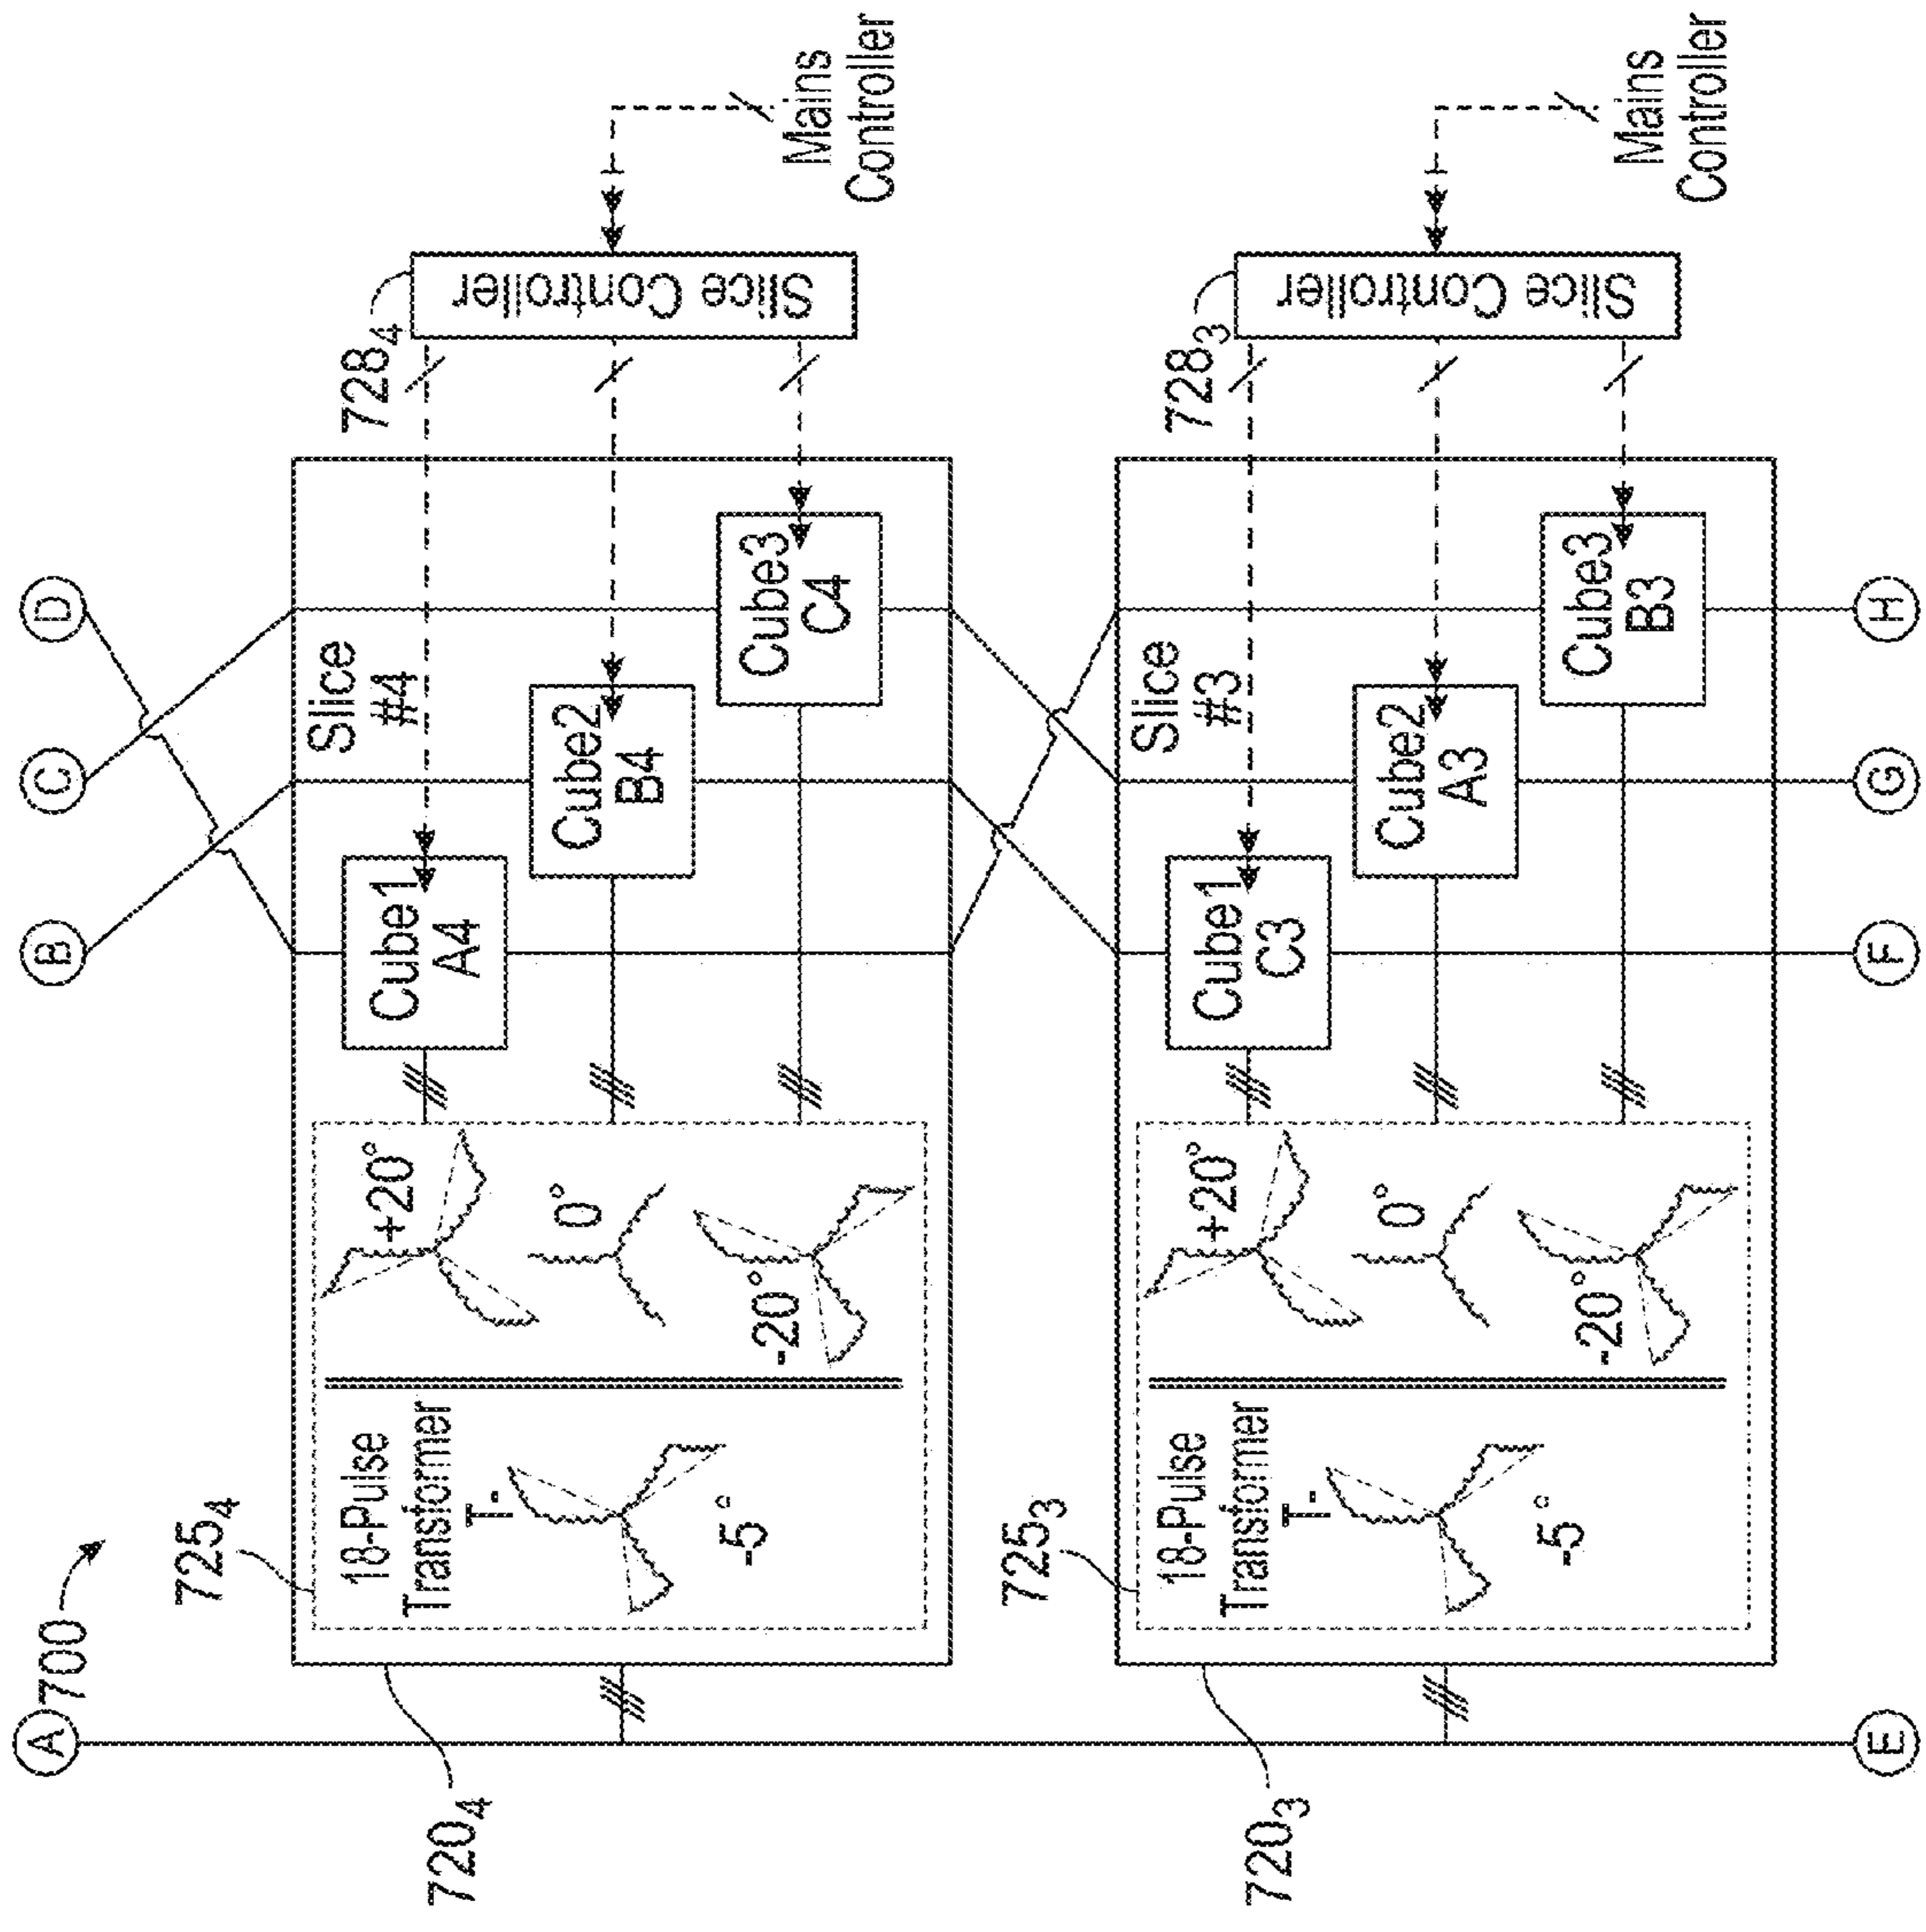 A
700
B
C
D
720₄
725₄
18-Pulse
Transformer
T-
-5°
+20°
0°
-20°
Cube1
A4
Cube2
B4
Cube3
C4
Slice
#4
728₄
Slice Controller
Mains
Controller
720₃
725₃
18-Pulse
Transformer
T-
-5°
+20°
0°
-20°
Cube1
C3
Cube2
A3
Cube3
B3
Slice
#3
728₃
Slice Controller
Mains
Controller
E
F
G
H